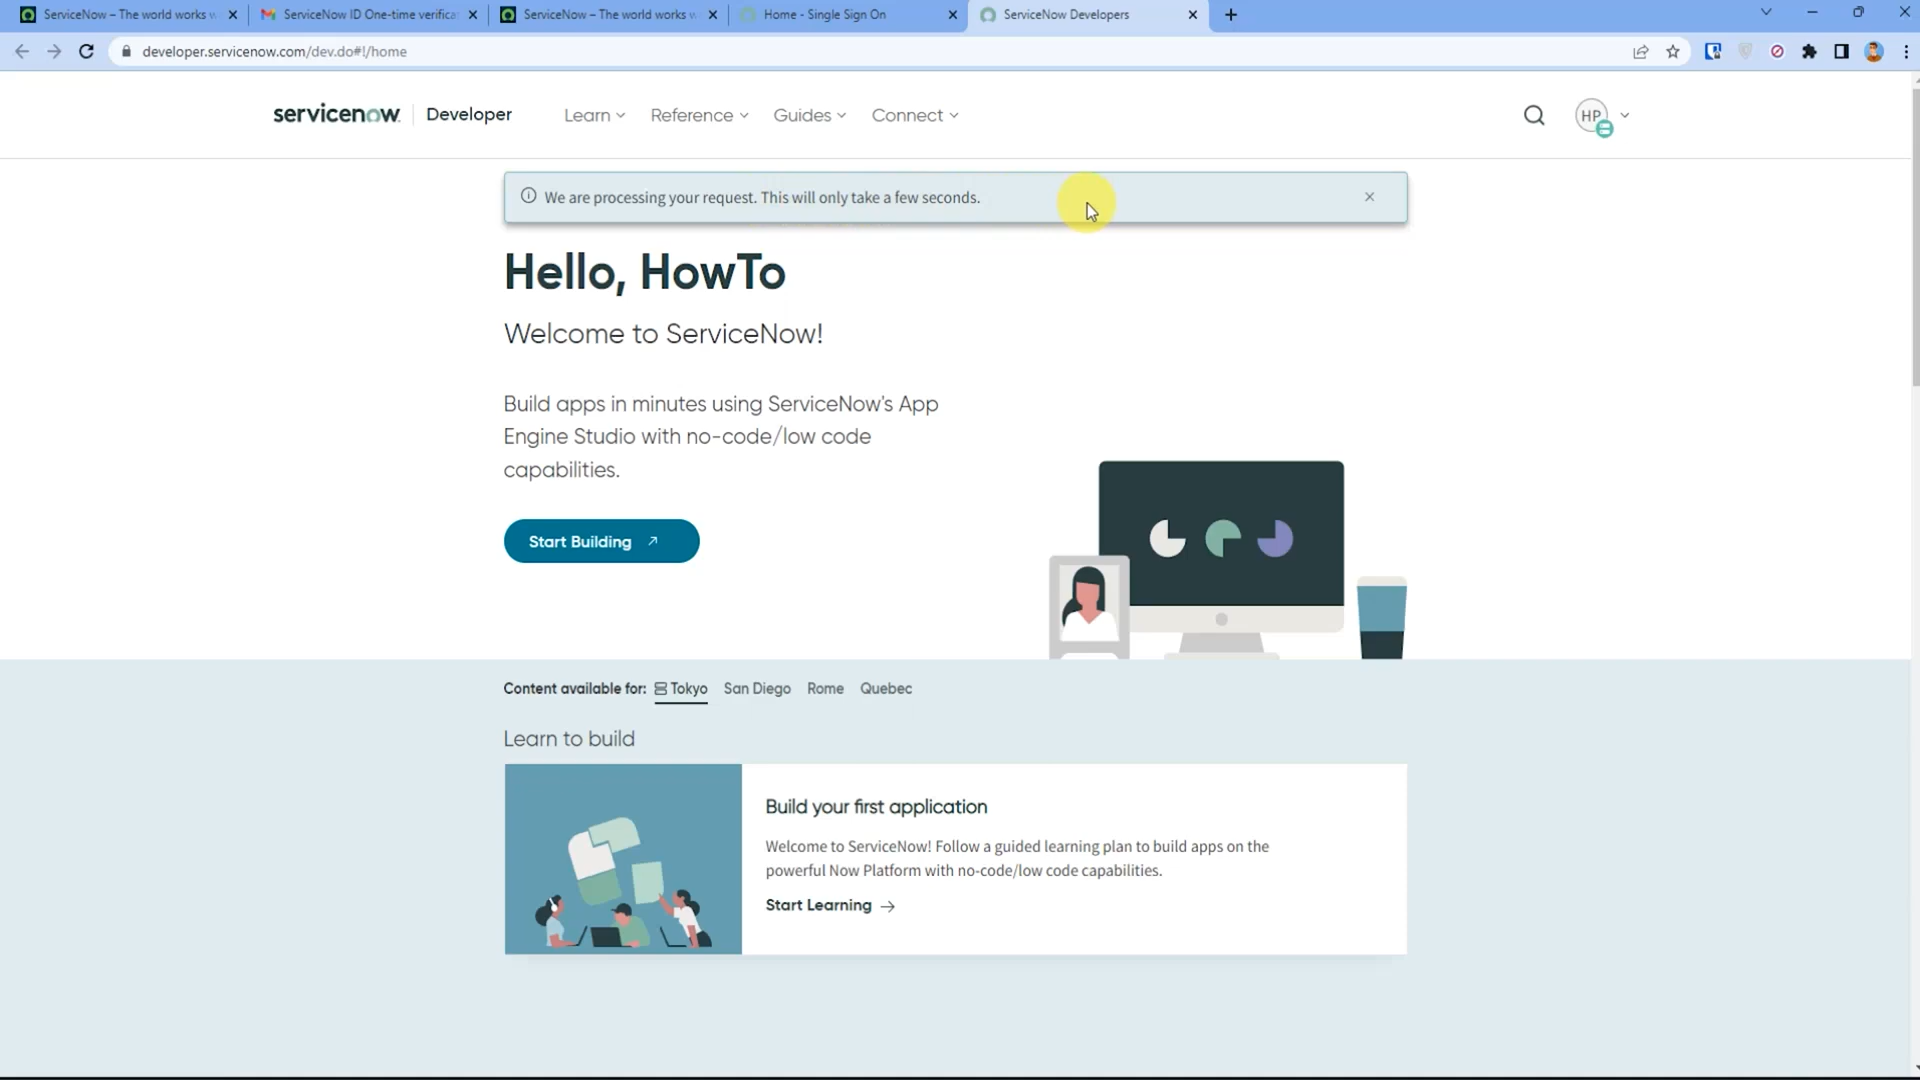 ServiceNow – The world works w
ServiceNow ID One-time verifica
ServiceNow – The world works w
Home - Single Sign On
ServiceNow Developers
developer.servicenow.com/dev.do#!/home
servicenow. Developer
Learn
Reference
Guides
Connect
HP
We are processing your request. This will only take a few seconds.
Hello, HowTo
Welcome to ServiceNow!
Build apps in minutes using ServiceNow's App
Engine Studio with no-code/low code
capabilities.
Start Building
Content available for: Tokyo San Diego Rome Quebec
Learn to build
Build your first application
Welcome to ServiceNow! Follow a guided learning plan to build apps on the
powerful Now Platform with no-code/low code capabilities.
Start Learning